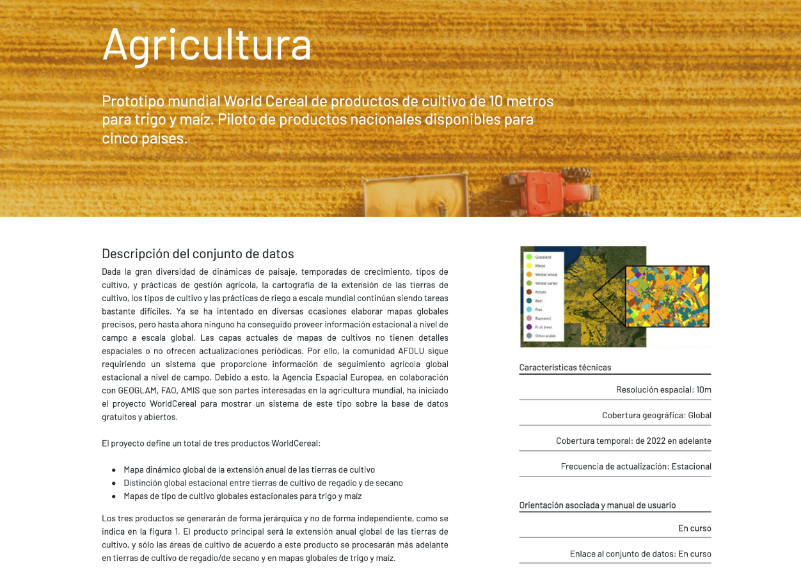 Agricultura
Prototipo mundial World Cereal de productos de cultivo de 10 metros
para trigo y maíz. Piloto de productos nacionales disponibles para
cinco países.
Descripción del conjunto de datos
Dada la gran diversidad de dinámicas de paisaje, temporadas de crecimiento, tipos de
cultivo, y prácticas de gestión agrícola, la cartografía de la extensión de las tierras de
cultivo, los tipos de cultivo y las prácticas de riego a escala mundial continúan siendo tareas
bastante difíciles. Ya se ha intentado en diversas ocasiones elaborar mapas globales
precisos, pero hasta ahora ninguno ha conseguido proveer información estacional a nivel de
campo a escala global. Las capas actuales de mapas de cultivos no tienen detalles
espaciales o no ofrecen actualizaciones periódicas. Por ello, la comunidad AFOLU sigue
requiriendo un sistema que proporcione información de seguimiento agrícola global
estacional a nivel de campo. Debido a esto, la Agencia Espacial Europea, en colaboración
con GEOGLAM, FAO, AMIS que son partes interesadas en la agricultura mundial, ha iniciado
el proyecto WorldCereal para mostrar un sistema de este tipo sobre la base de datos
gratuitos y abiertos.
El proyecto define un total de tres productos WorldCereal:
• Mapa dinámico global de la extensión anual de las tierras de cultivo
• Distinción global estacional entre tierras de cultivo de regadío y de secano
• Mapas de tipo de cultivo globales estacionales para trigo y maíz
Los tres productos se generarán de forma jerárquica y no de forma independiente, como se
indica en la figura 1. El producto principal será la extensión anual global de las tierras de
cultivo, y sólo las áreas de cultivo de acuerdo a este producto se procesarán más adelante
en tierras de cultivo de regadío/de secano y en mapas globales de trigo y maíz.
Grassland
Maize
Winter wheat
Winter barley
Potato
Beet
Flax
Rapeseed
Fruit trees
Características técnicas
Resolución espacial: 10m
Cobertura geográfica: Global
Cobertura temporal: de 2022 en adelante
Frecuencia de actualización: Estacional
Orientación asociada y manual de usuario
En curso
Enlace al conjunto de datos: En curso